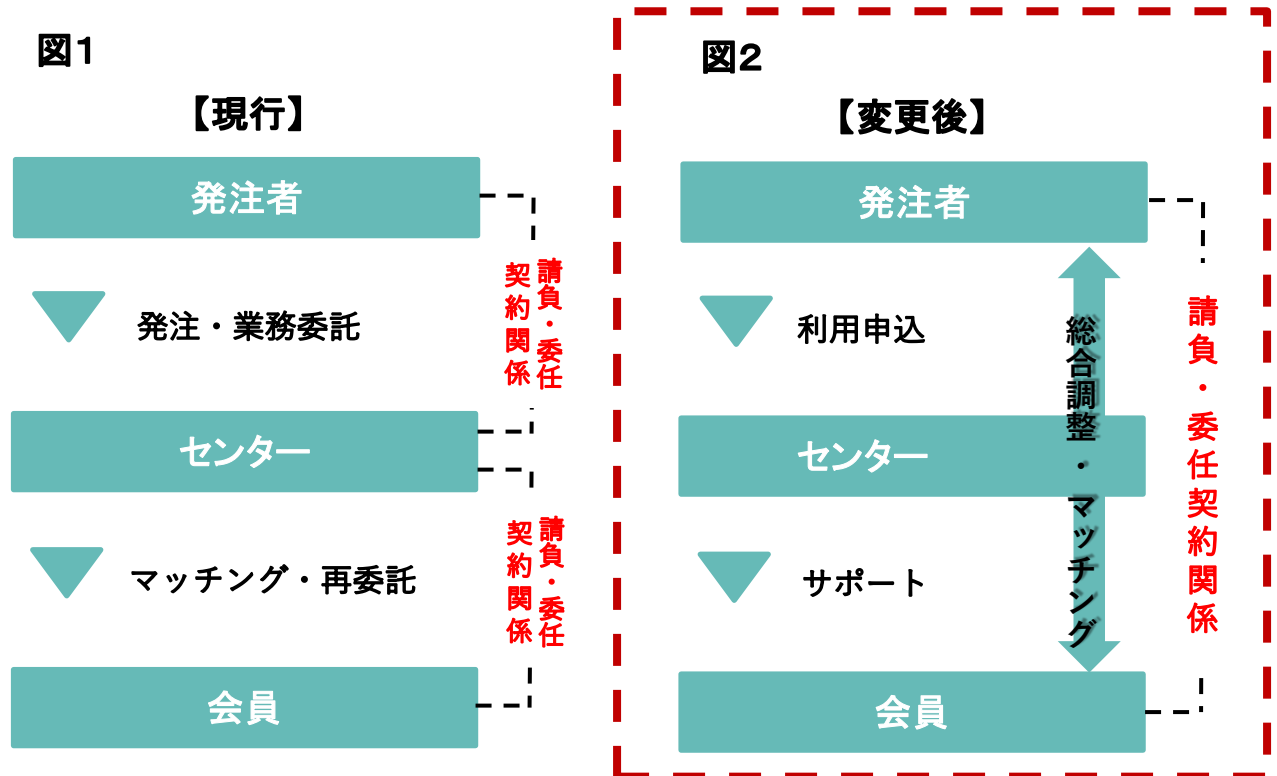 図1
【現行】
発注者
発注・業務委託
請負・委任
契約関係
センター
マッチング・再委託
請負・委任
契約関係
会員
図2
【変更後】
発注者
利用申込
総合調整・マッチング
請負・委任契約関係
センター
サポート
会員